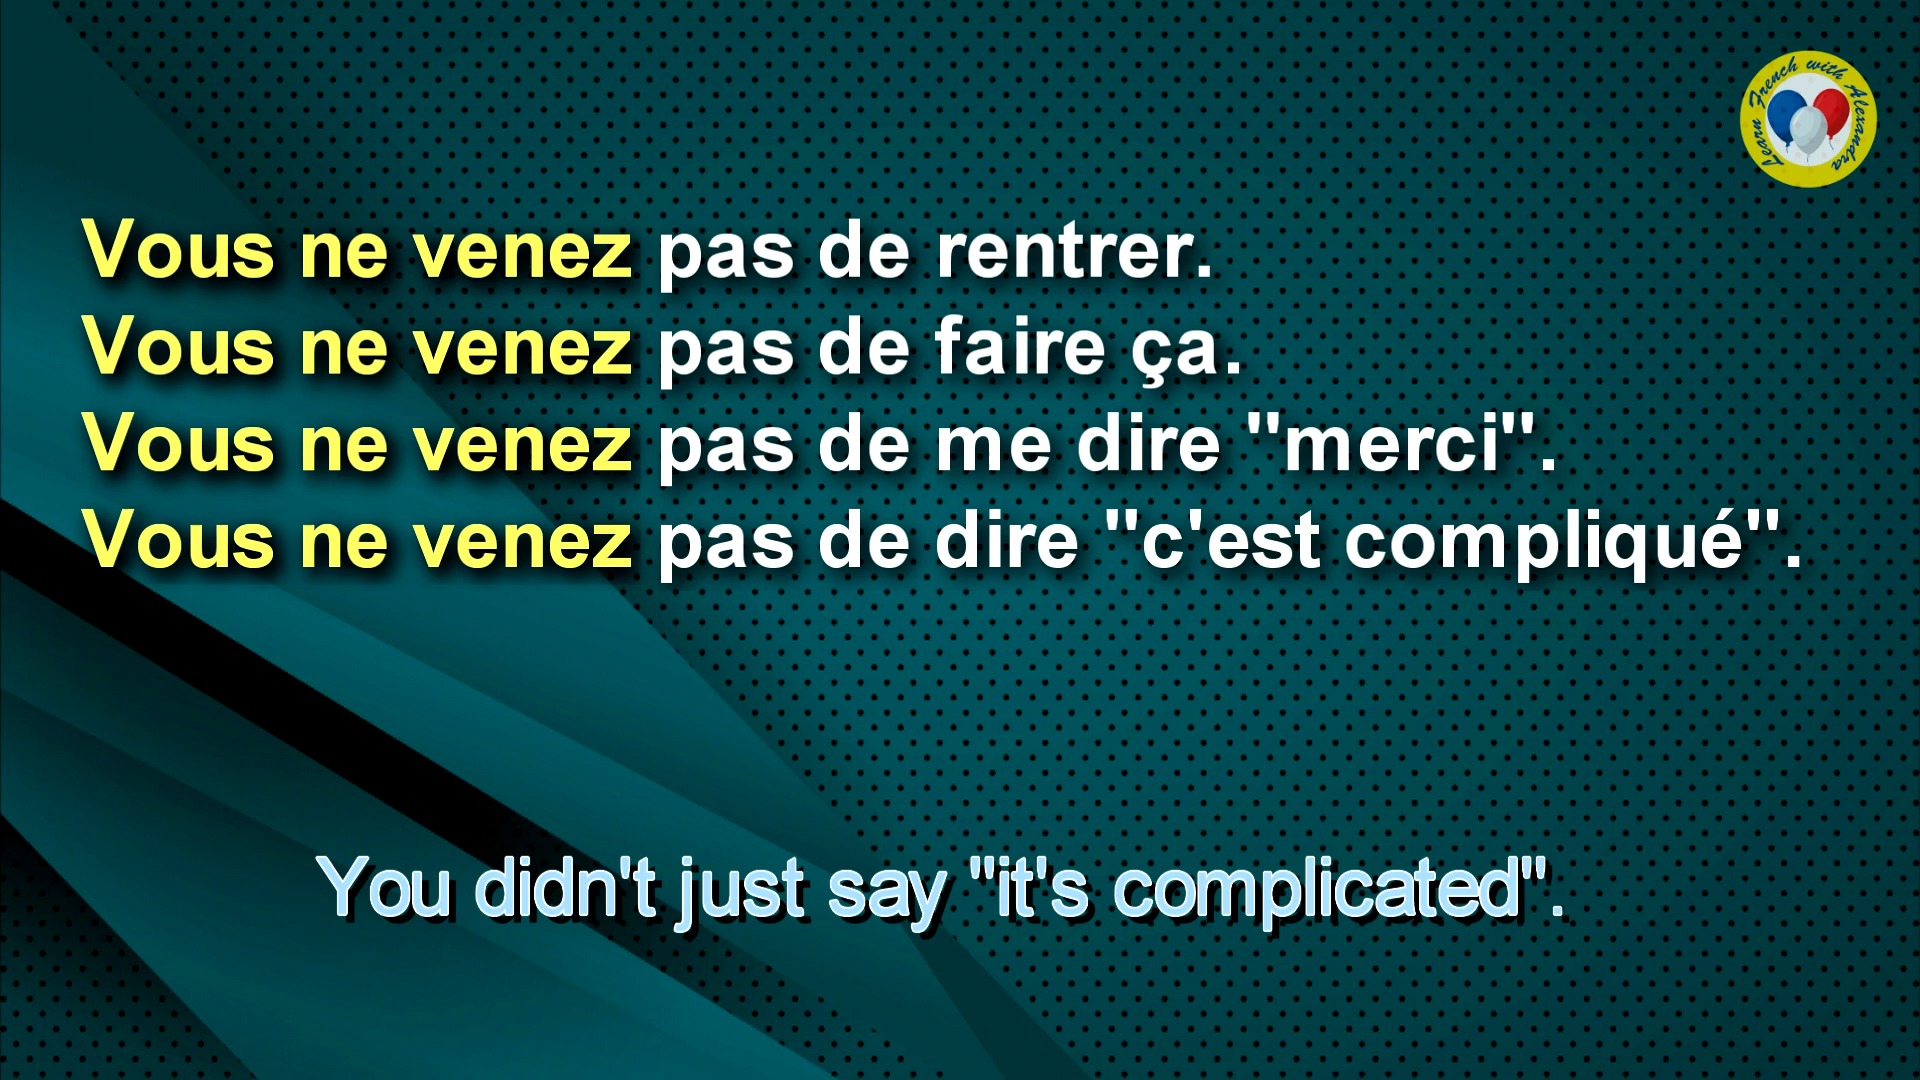 Learn French with Alexandra
Vous ne venez pas de rentrer.
Vous ne venez pas de faire ça.
Vous ne venez pas de me dire "merci".
Vous ne venez pas de dire "c'est compliqué".
You didn't just say "it's complicated".